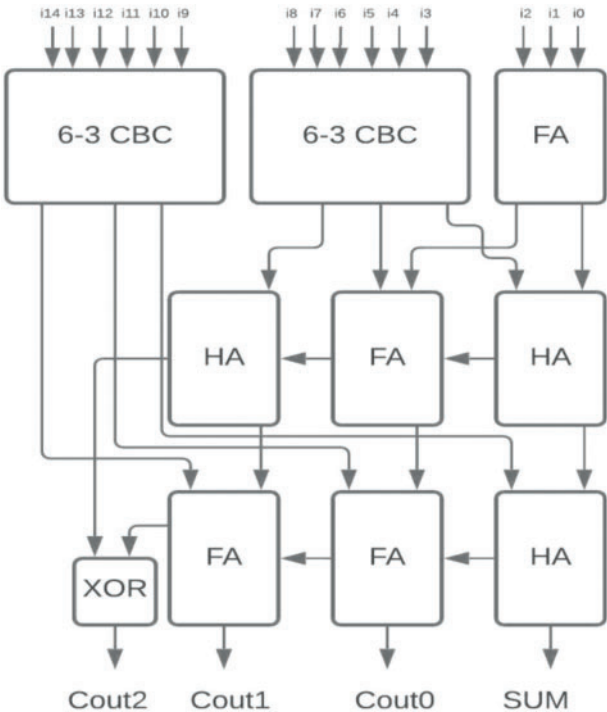 i14 i13 i12 i11 i10 i9 i8 i7 i6 i5 i4 i3 i2 i1 i0
6-3 CBC 6-3 CBC FA
HA FA HA
FA FA HA
XOR
Cout2 Cout1 Cout0 SUM